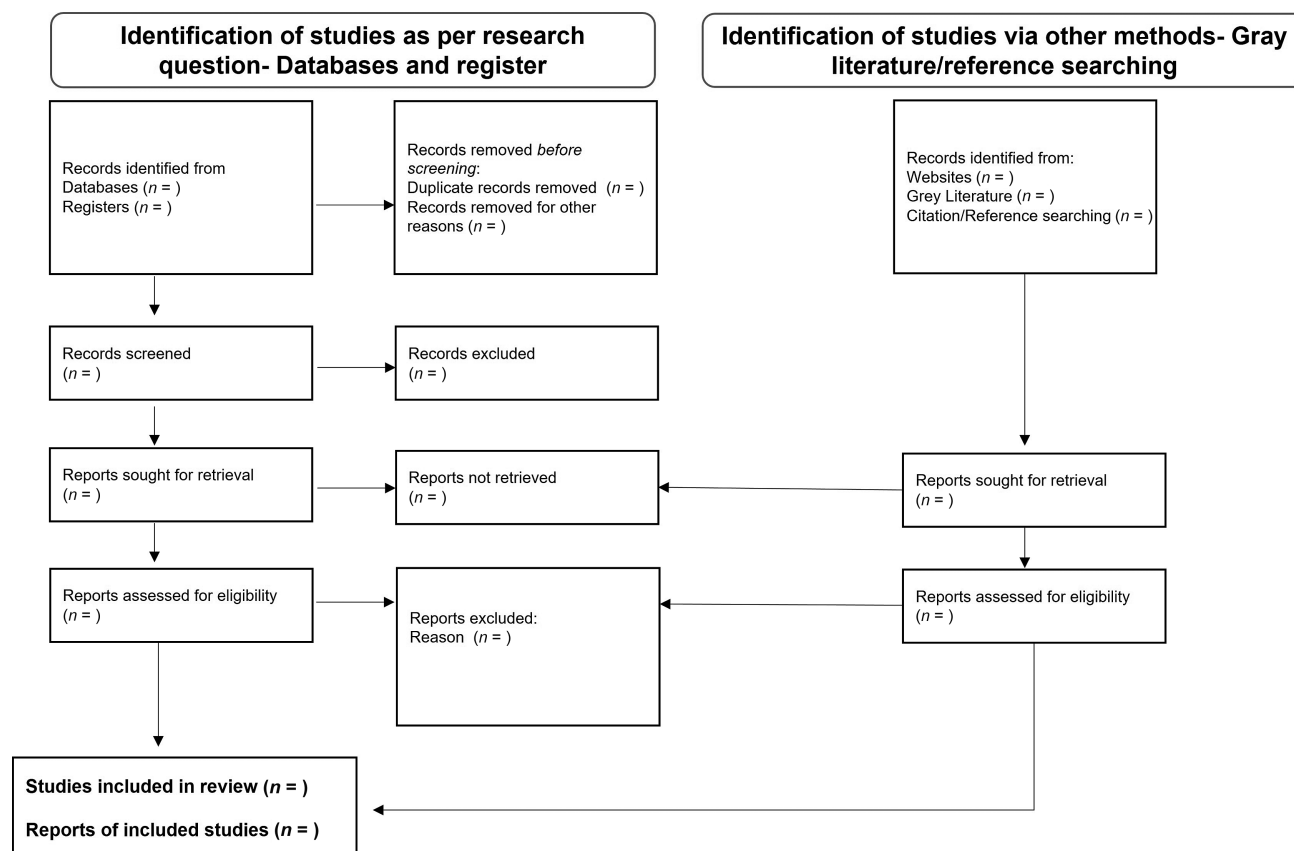 Identification of studies as per research
question- Databases and register
Identification of studies via other methods- Gray
literature/reference searching
Records identified from
Databases (n = )
Registers (n = )
Records removed before
screening:
Duplicate records removed  (n = )
Records removed for other
reasons (n = )
Records identified from:
Websites (n = )
Grey Literature (n = )
Citation/Reference searching (n = )
Records screened
(n = )
Records excluded
(n = )
Reports sought for retrieval
(n = )
Reports not retrieved
(n = )
Reports sought for retrieval
(n = )
Reports assessed for eligibility
(n = )
Reports excluded:
Reason  (n = )
Reports assessed for eligibility
(n = )
Studies included in review (n = )
Reports of included studies (n = )